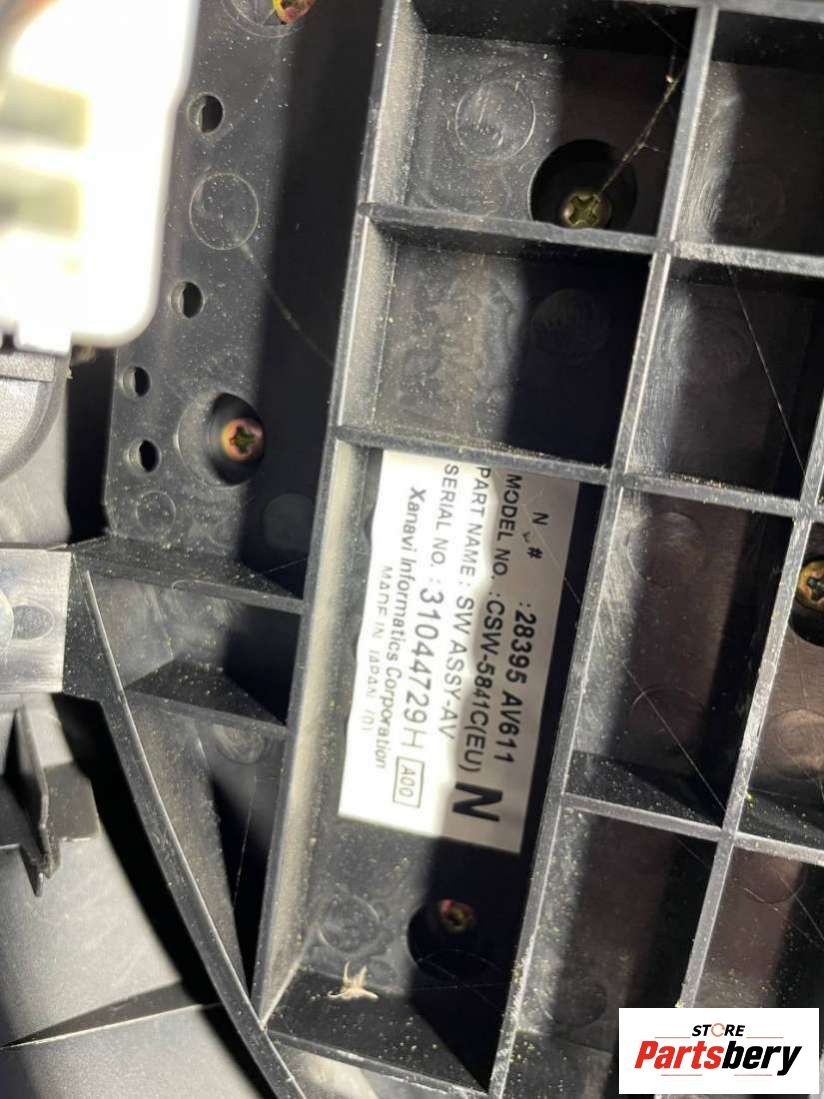 N #: 28395 AV611
MODEL NO. : CSW-5841C(EU)
PART NAME : SW ASSY-AV
SERIAL NO. : 31044729H A00
Xanavi Informatics Corporation
MADE IN JAPAN (0)
N
STORE
Partsbery